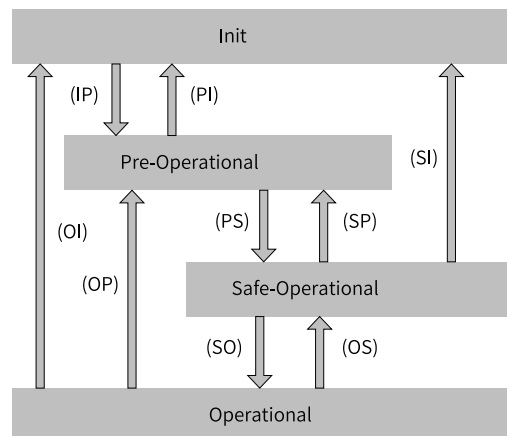 Init
(IP)
(PI)
Pre-Operational
(SI)
(OI)
(PS)
(SP)
(OP)
Safe-Operational
(SO)
(OS)
Operational